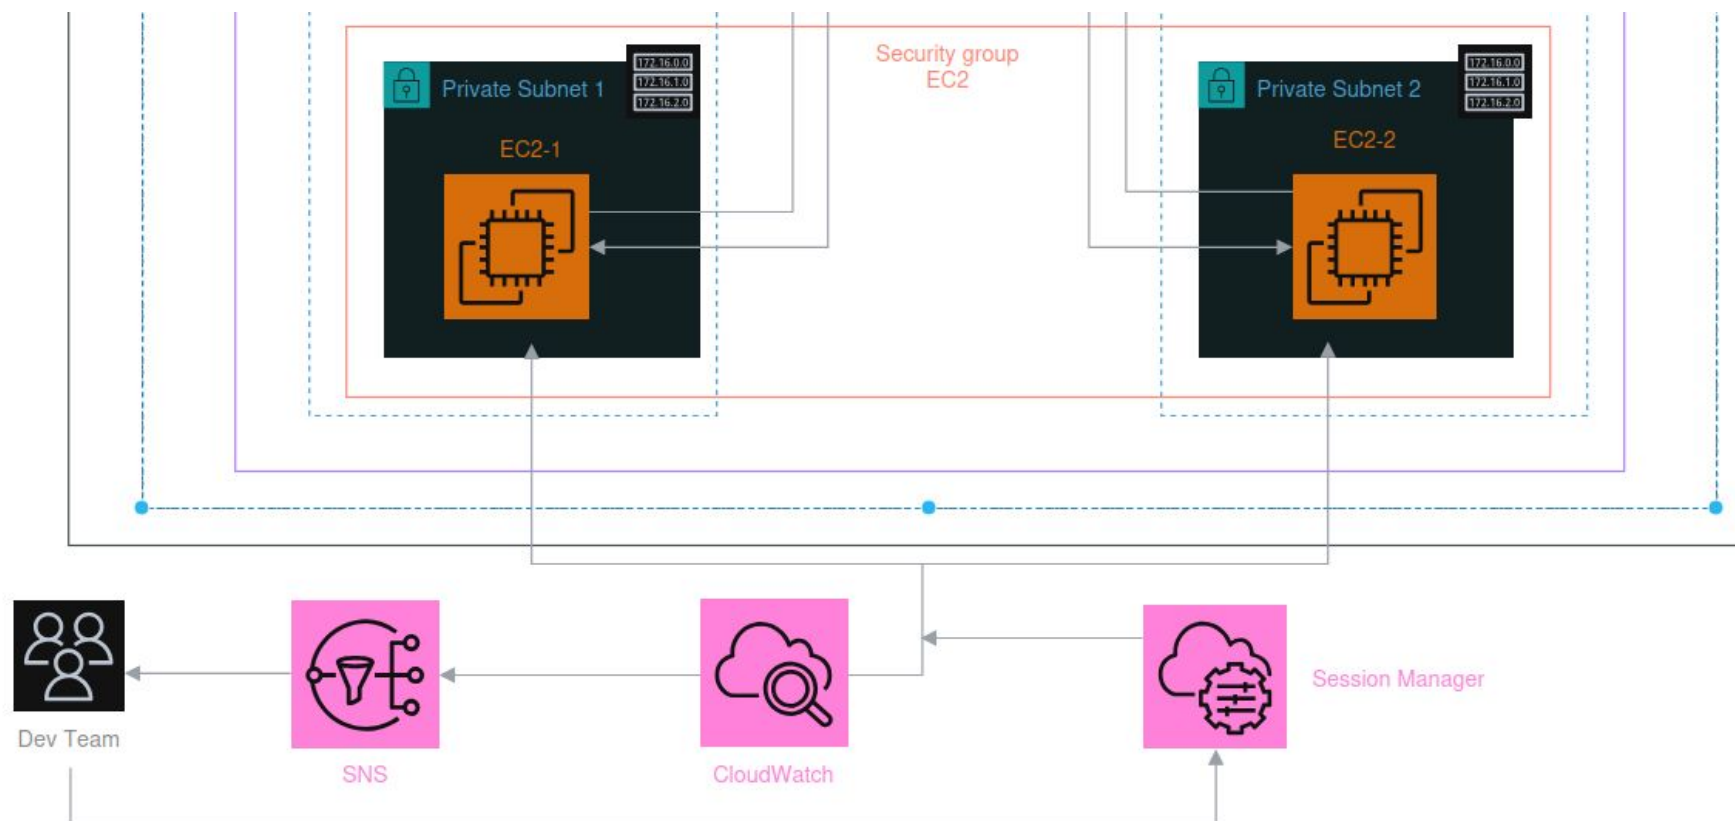 Security group
EC2
Private Subnet 1
172.16.0.0
172.16.1.0
172.16.2.0
EC2-1
Private Subnet 2
172.16.0.0
172.16.1.0
172.16.2.0
EC2-2
Dev Team
SNS
CloudWatch
Session Manager